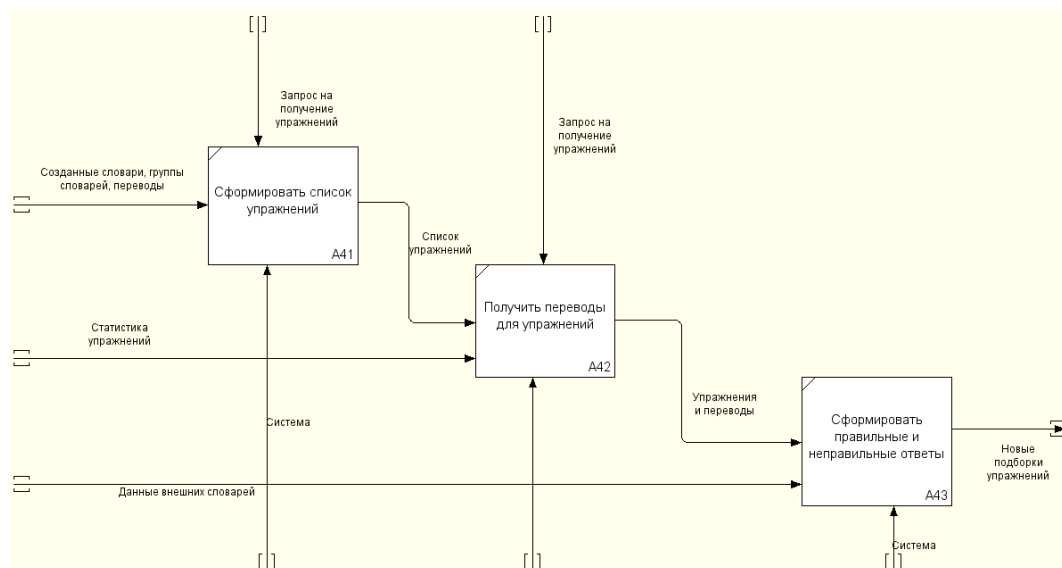 Запрос на
получение
упражнений
Запрос на
получение
упражнений
Созданные словари, группы
словарей, переводы
Сформировать список
упражнений
A41
Список
упражнений
Получить переводы
для упражнений
A42
Статистика
упражнений
Упражнения
и переводы
Система
Сформировать
правильные и
неправильные ответы
A43
Новые
подборки
упражнений
Данные внешних словарей
Система